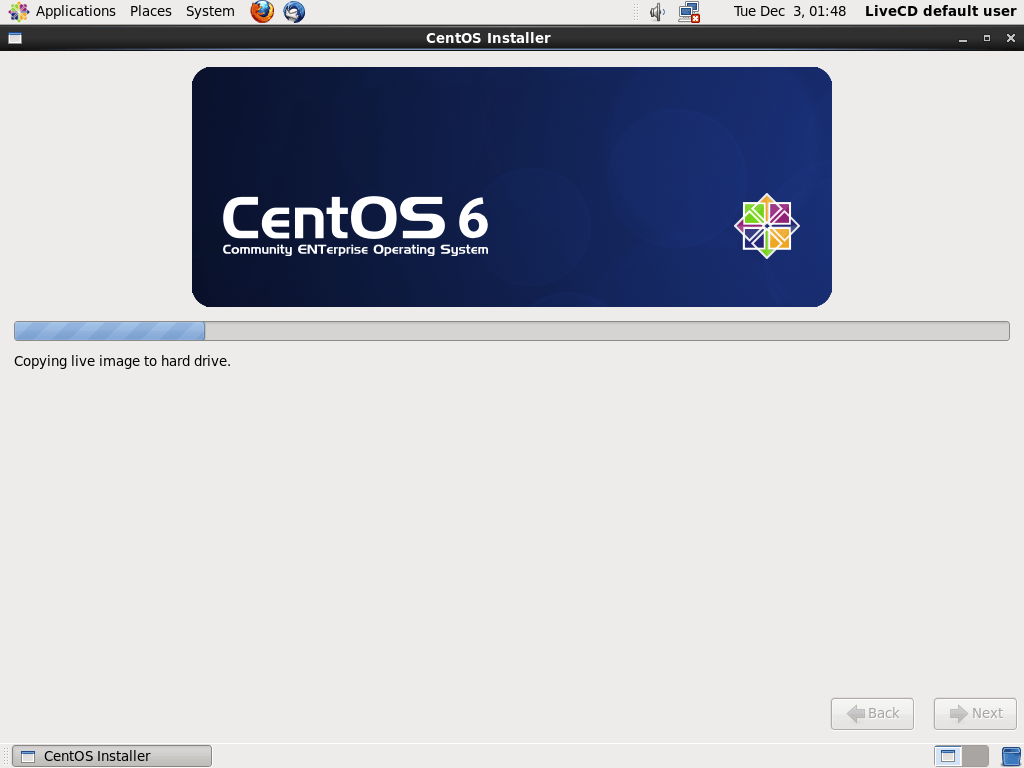 Applications Places System Tue Dec 3, 01:48 LiveCD default user
CentOS Installer
CentOS 6
Community ENTerprise Operating System
Copying live image to hard drive.
Back Next
CentOS Installer